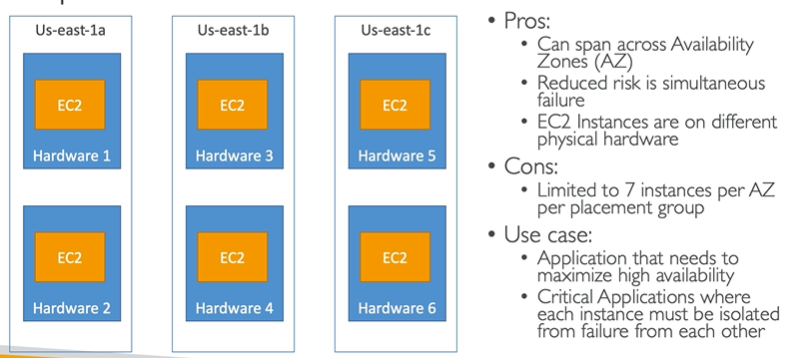 Us-east-1a
Us-east-1b
Us-east-1c
EC2
EC2
EC2
Hardware 1
Hardware 3
Hardware 5
EC2
EC2
EC2
Hardware 2
Hardware 4
Hardware 6
• Pros:
• Can span across Availability
Zones (AZ)
• Reduced risk is simultaneous
failure
• EC2 Instances are on different
physical hardware
• Cons:
• Limited to 7 instances per AZ
per placement group
• Use case:
• Application that needs to
maximize high availability
• Critical Applications where
each instance must be isolated
from failure from each other